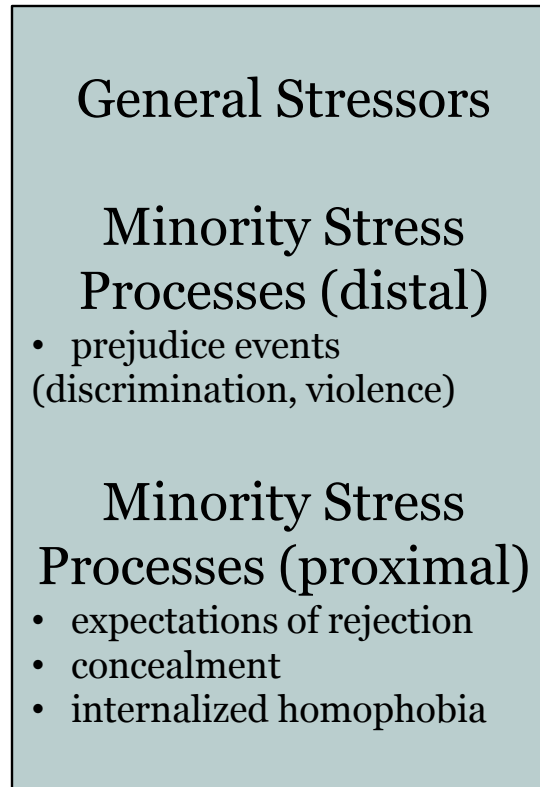 General Stressors
Minority Stress
Processes (distal)
• prejudice events
(discrimination, violence)
Minority Stress
Processes (proximal)
• expectations of rejection
• concealment
• internalized homophobia